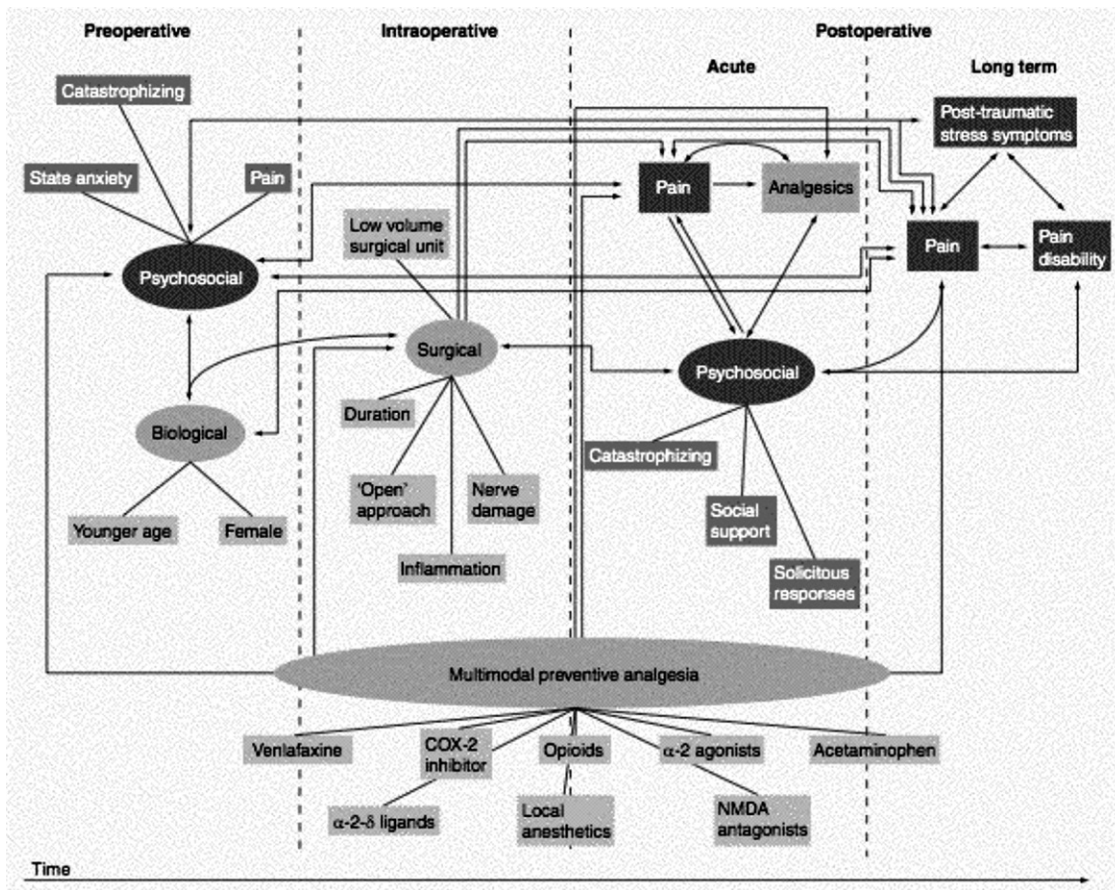 Preoperative
Intraoperative
Postoperative
Acute
Long term
Catastrophizing
State anxiety
Pain
Psychosocial
Biological
Younger age
Female
Low volume
surgical unit
Surgical
Duration
'Open'
approach
Nerve
damage
Inflammation
Pain
Analgesics
Psychosocial
Catastrophizing
Social
support
Solicitous
responses
Post-traumatic
stress symptoms
Pain
Pain
disability
Multimodal preventive analgesia
Venlafaxine
COX-2
inhibitor
Opioids
α-2 agonists
Acetaminophen
α-2-δ ligands
Local
anesthetics
NMDA
antagonists
Time